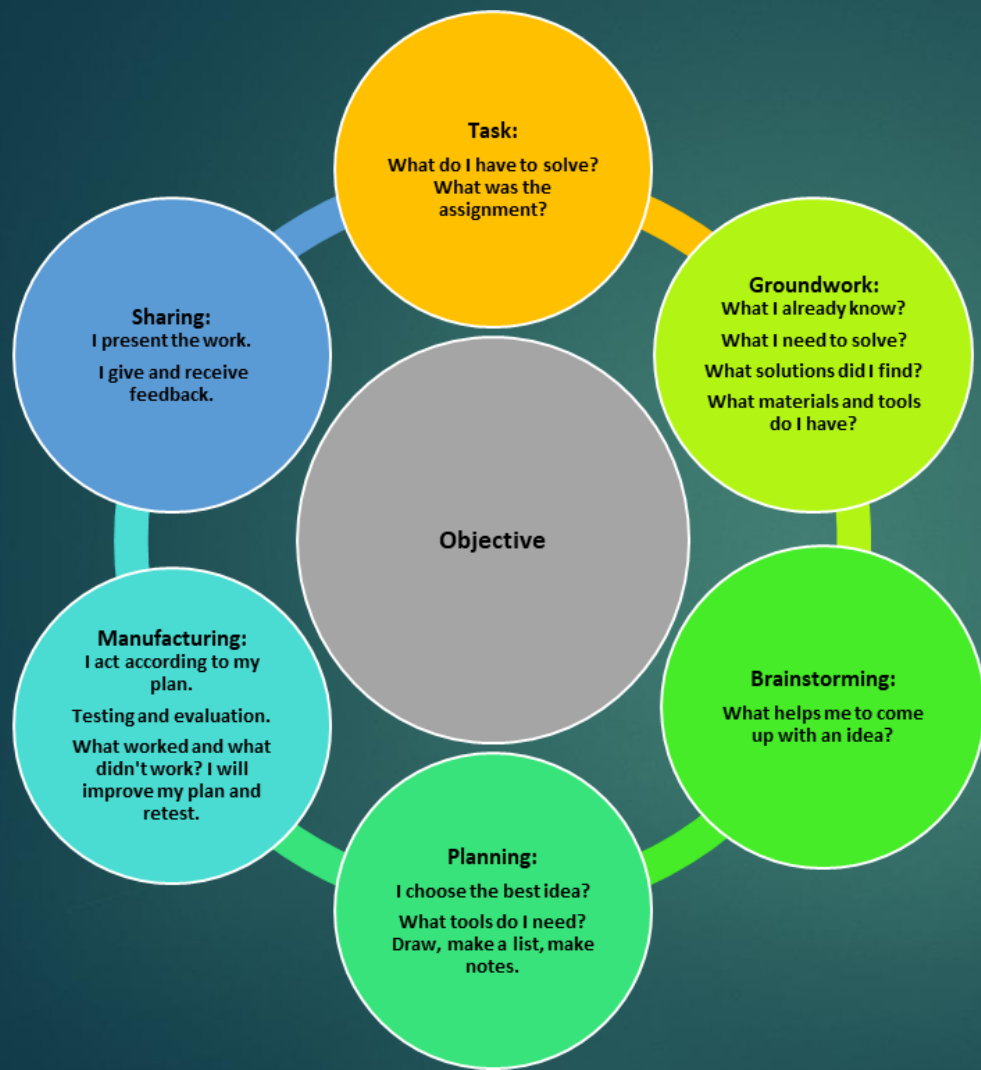 Task:
What do I have to solve?
What was the
assignment?
Groundwork:
What I already know?
What I need to solve?
What solutions did I find?
What materials and tools
do I have?
Brainstorming:
What helps me to come
up with an idea?
Planning:
I choose the best idea?
What tools do I need?
Draw, make a list, make
notes.
Manufacturing:
I act according to my
plan.
Testing and evaluation.
What worked and what
didn't work? I will
improve my plan and
retest.
Sharing:
I present the work.
I give and receive
feedback.
Objective